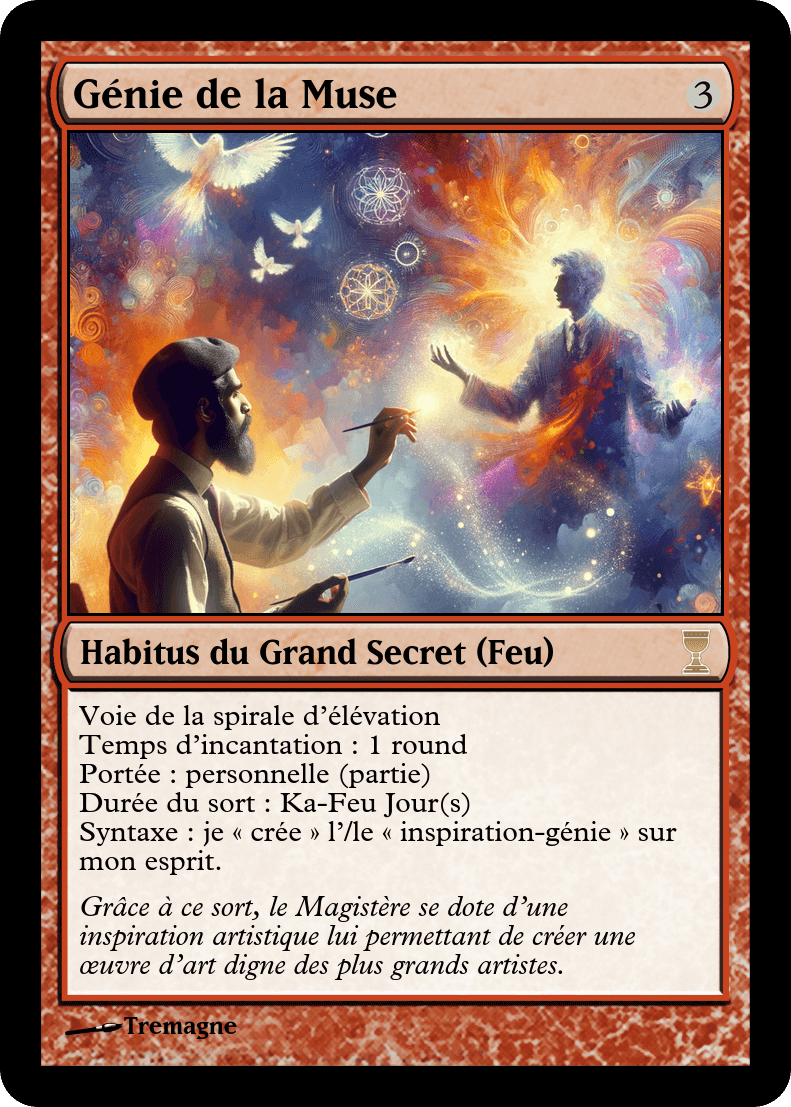 Génie de la Muse 3
Habitus du Grand Secret (Feu)
Voie de la spirale d'élévation
Temps d'incantation : 1 round
Portée : personnelle (partie)
Durée du sort : Ka-Feu Jour(s)
Syntaxe : je « crée » l'/le « inspiration-génie » sur
mon esprit.
Grâce à ce sort, le Magistère se dote d'une
inspiration artistique lui permettant de créer une
œuvre d'art digne des plus grands artistes.
Tremagne